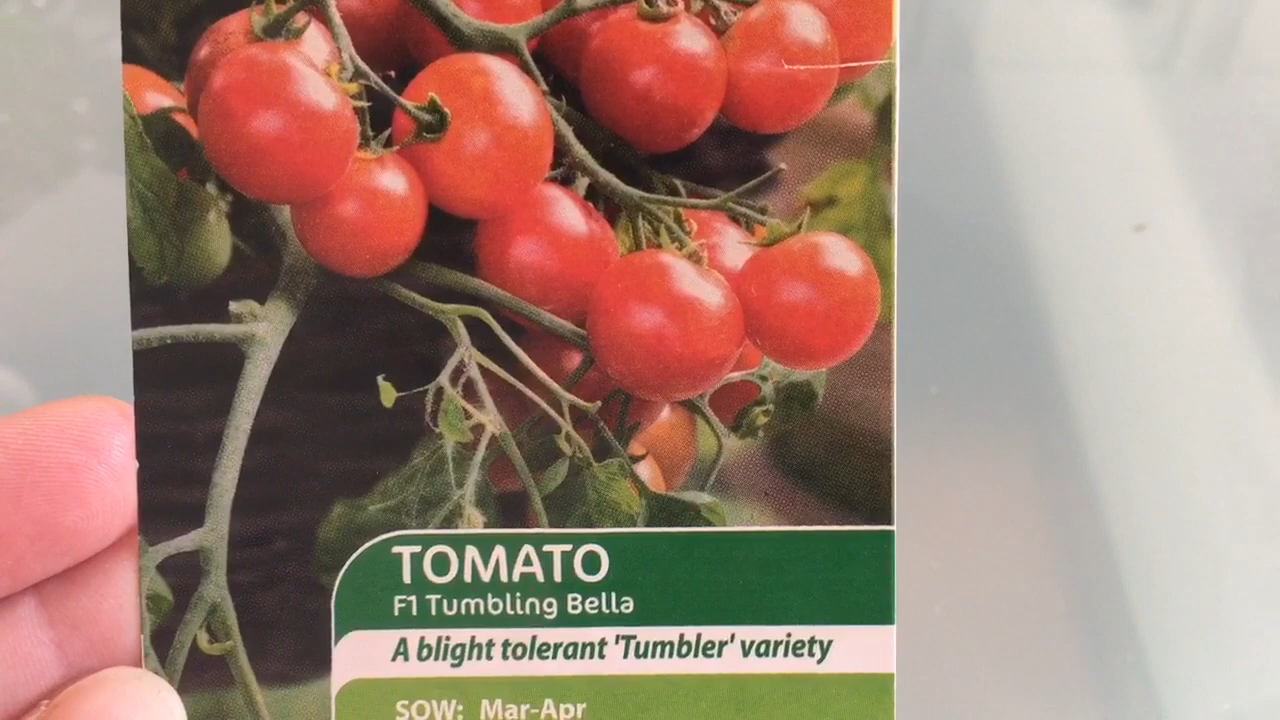 TOMATO
F1 Tumbling Bella
A blight tolerant 'Tumbler' variety
SOW: Mar-Apr